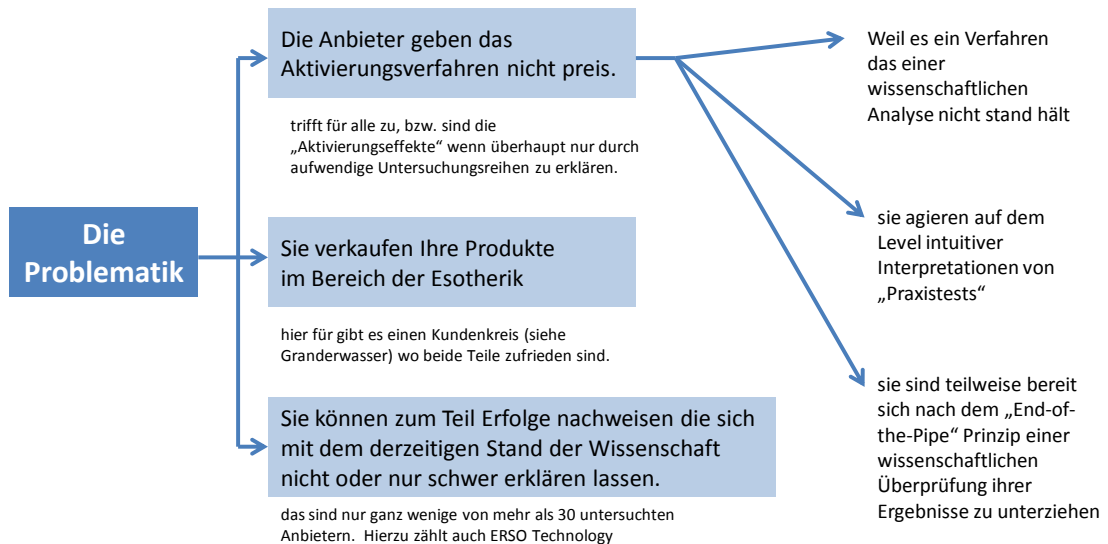 Die
Problematik
Die Anbieter geben das
Aktivierungsverfahren nicht preis.
trifft für alle zu, bzw. sind die
„Aktivierungseffekte“ wenn überhaupt nur durch
aufwendige Untersuchungsreihen zu erklären.
Sie verkaufen Ihre Produkte
im Bereich der Esotherik
hier für gibt es einen Kundenkreis (siehe
Granderwasser) wo beide Teile zufrieden sind.
Sie können zum Teil Erfolge nachweisen die sich
mit dem derzeitigen Stand der Wissenschaft
nicht oder nur schwer erklären lassen.
das sind nur ganz wenige von mehr als 30 untersuchten
Anbietern. Hierzu zählt auch ERSO Technology
Weil es ein Verfahren
das einer
wissenschaftlichen
Analyse nicht stand hält
sie agieren auf dem
Level intuitiver
Interpretationen von
„Praxistests“
sie sind teilweise bereit
sich nach dem „End-of-
the-Pipe“ Prinzip einer
wissenschaftlichen
Überprüfung ihrer
Ergebnisse zu unterziehen